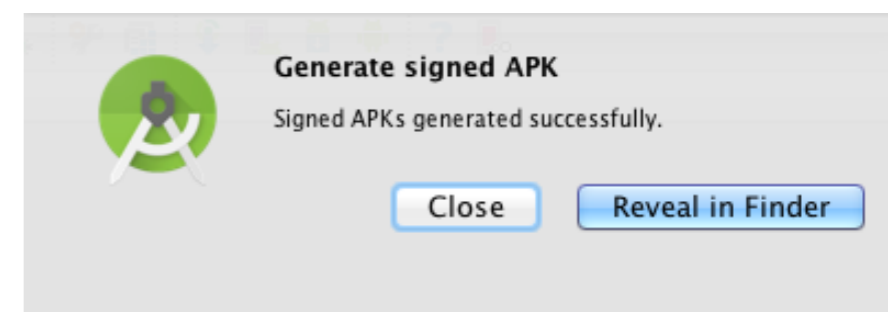 Generate signed APK
Signed APKs generated successfully.
Close
Reveal in Finder